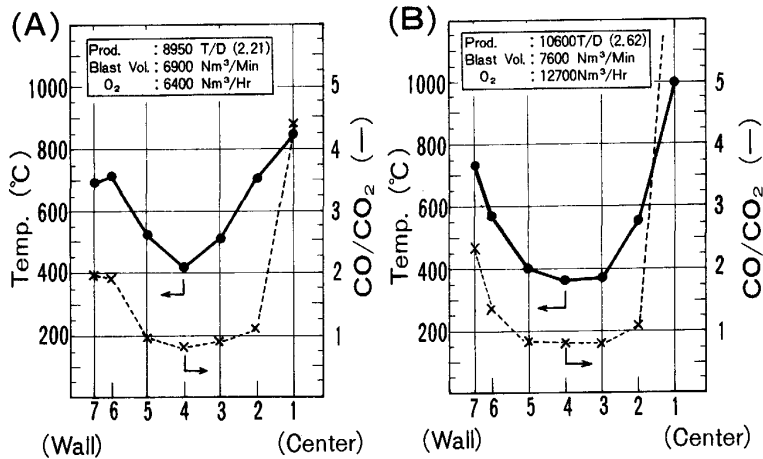 (A)
Prod. : 8950 T/D (2.21)
Blast Vol. : 6900 Nm³/Min
O₂ : 6400 Nm³/Hr
1000
800
600
400
200
Temp. (°C)
5
4
3
2
1
CO/CO₂ (—)
7 6 5 4 3 2 1
(Wall) (Center)
(B)
Prod. : 10600T/D (2.62)
Blast Vol. : 7600 Nm³/Min
O₂ : 12700Nm³/Hr
1000
800
600
400
200
Temp. (°C)
5
4
3
2
1
CO/CO₂ (—)
7 6 5 4 3 2 1
(Wall) (Center)